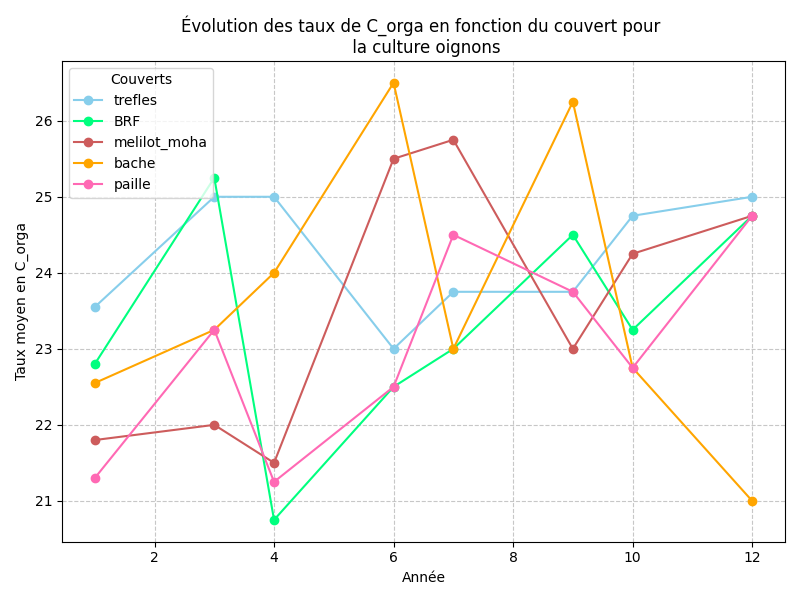 Évolution des taux de C_orga en fonction du couvert pour
la culture oignons
Couverts
trefles
BRF
melilot_moha
bache
paille
Taux moyen en C_orga
26
25
24
23
22
21
2
4
6
8
10
12
Année